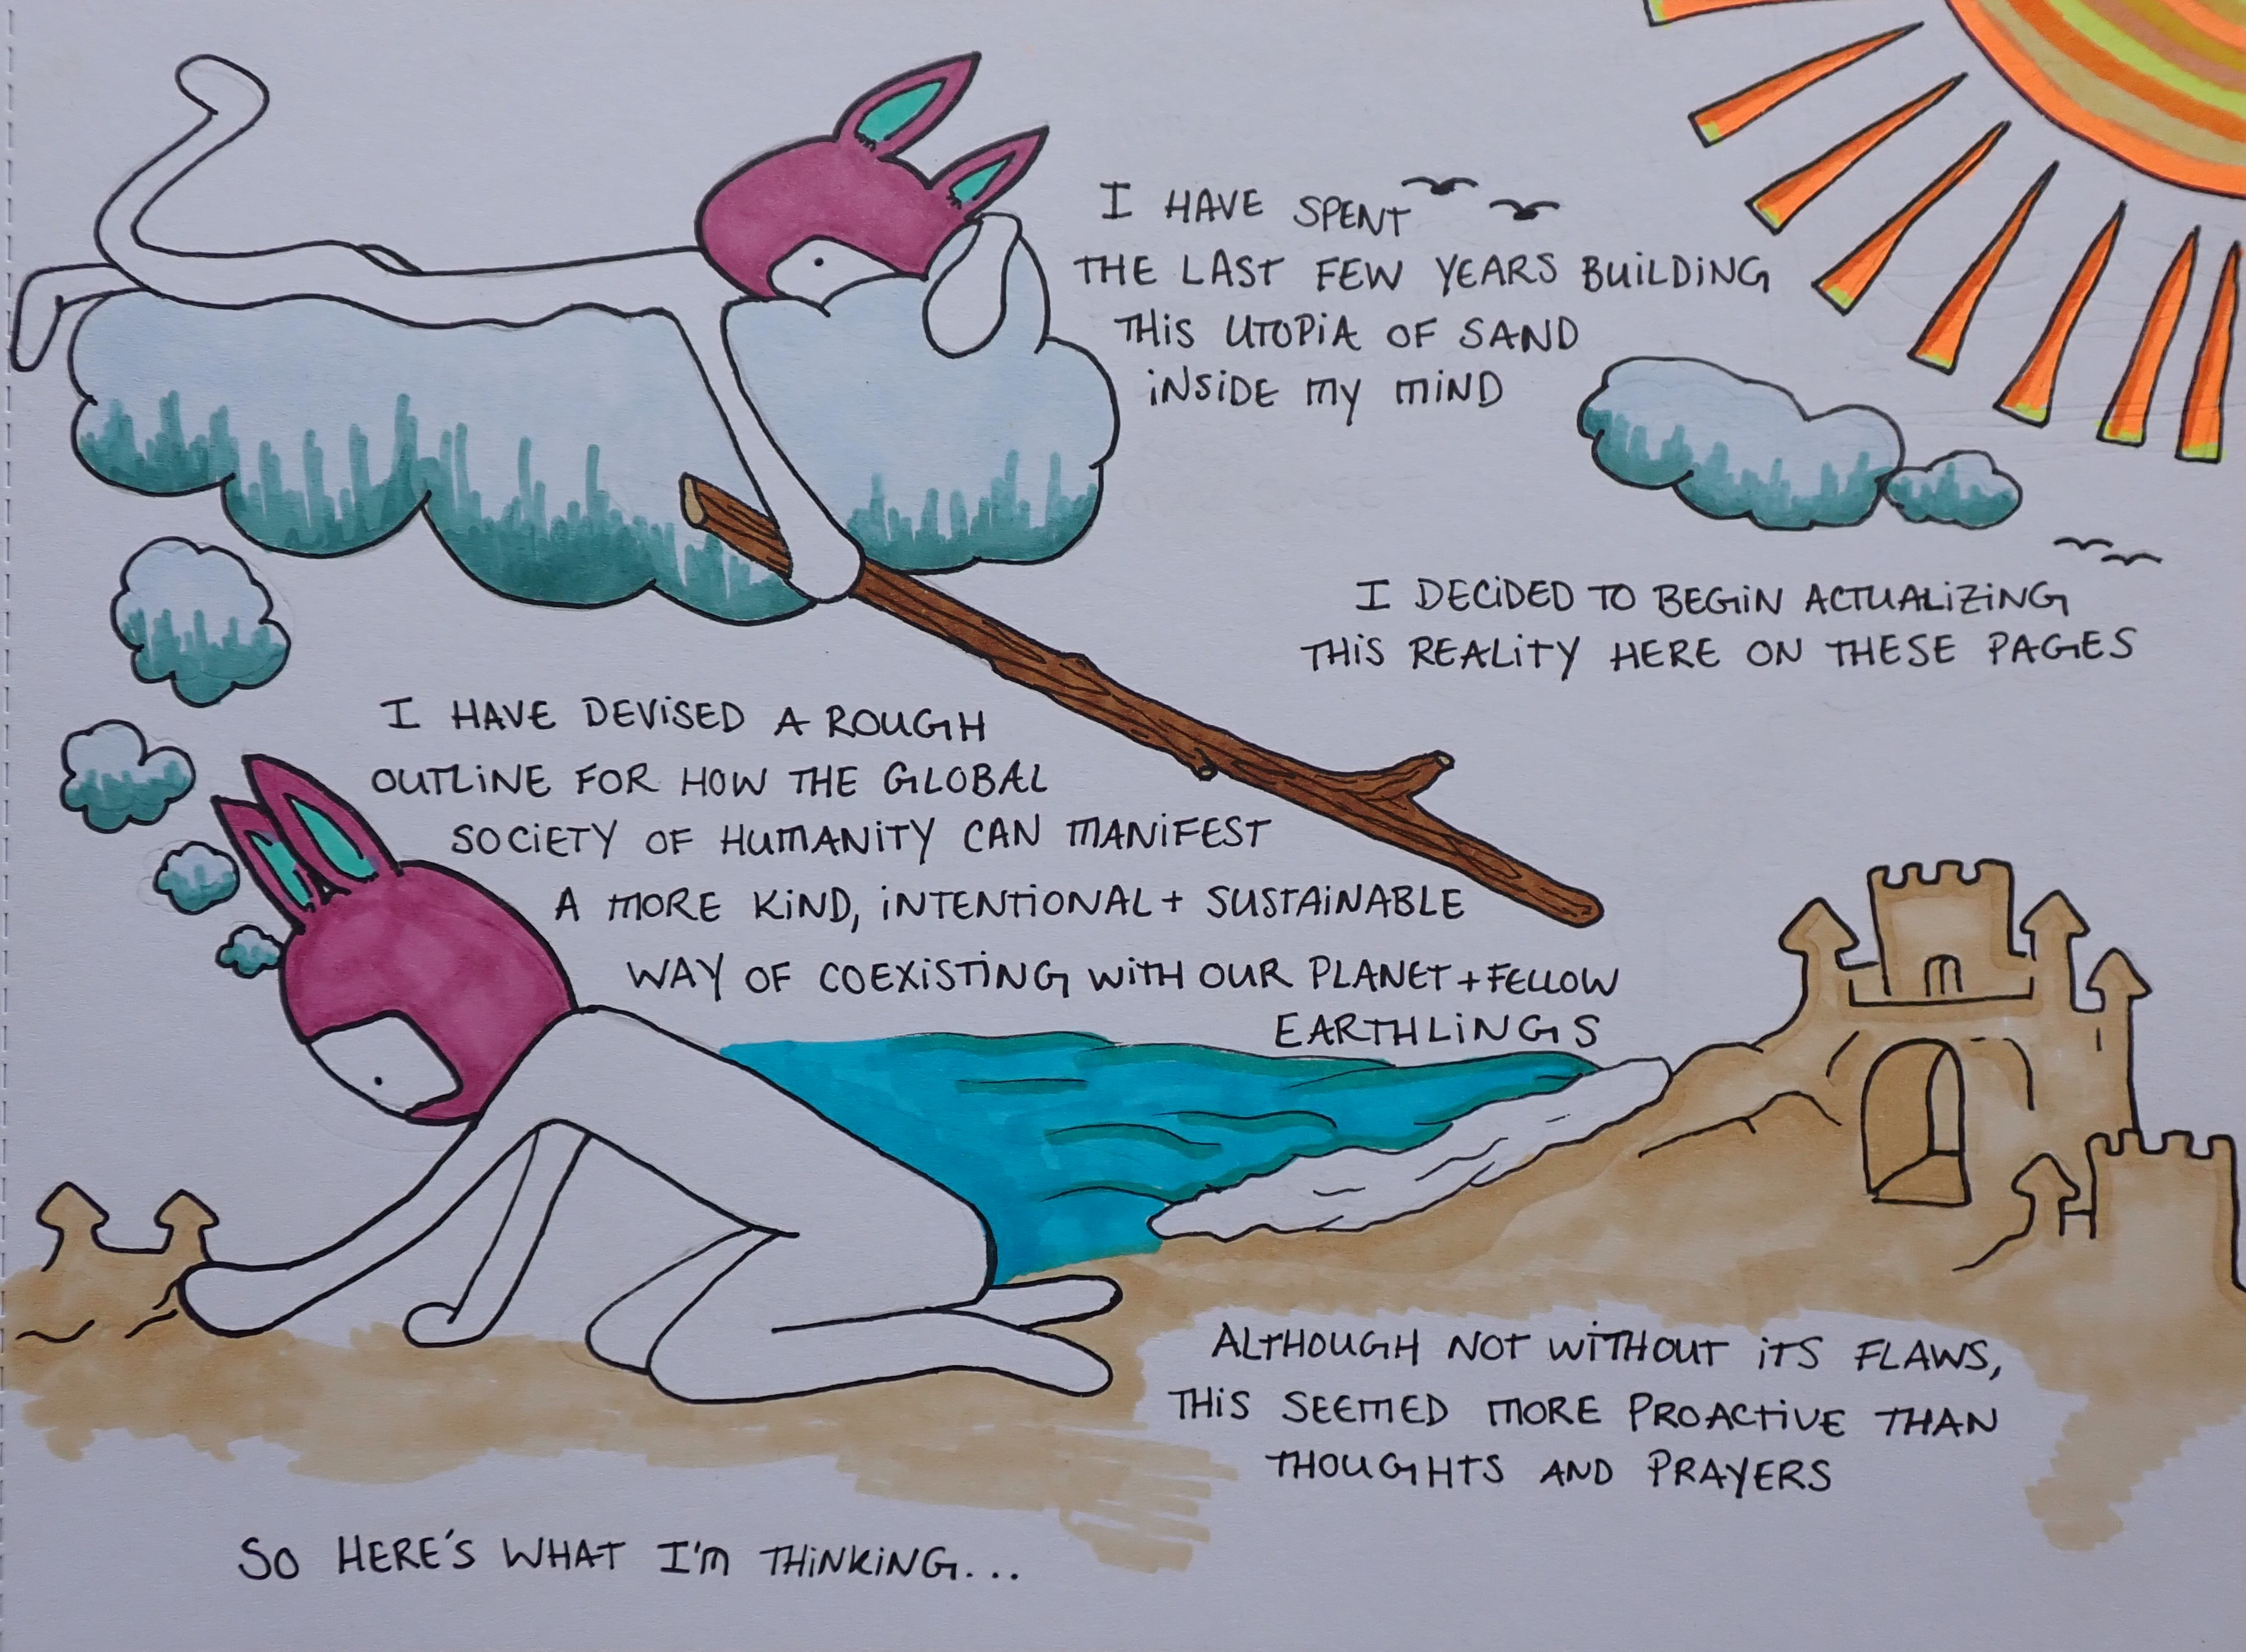 I HAVE SPENT
THE LAST FEW YEARS BUiLDiNG
THiS UTOPiA OF SAND
iNSiDE MY MiND
I DECiDED TO BEGiN ACTUALiZiNG
THiS REALiTY HERE ON THESE PAGES
I HAVE DEViSED A ROUGH
OUTLiNE FOR HOW THE GLOBAL
SOCiETY OF HUMANiTY CAN MANiFEST
A MORE KiND, iNTENTiONAL + SUSTAiNABLE
WAY OF COEXiSTiNG WiTH OUR PLANET + FELLOW
EARTHLiNGS
ALTHOUGH NOT WiTHOUT iTS FLAWS,
THiS SEEMED MORE PROACTiVE THAN
THOUGHTS AND PRAYERS
SO HERE'S WHAT I'M THiNKiNG...